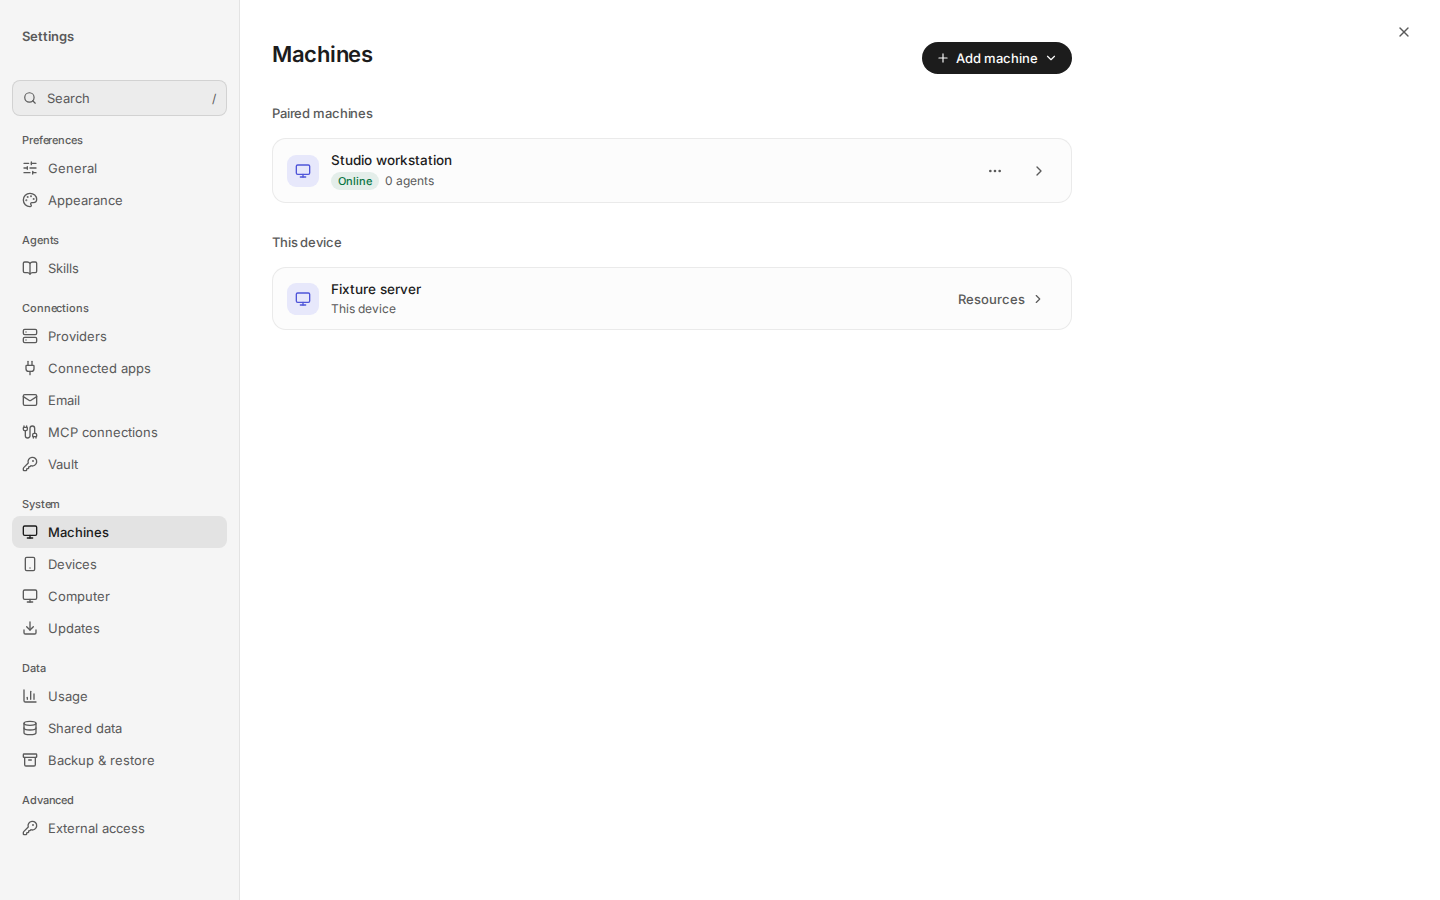 Settings
Search /
Preferences
General
Appearance
Agents
Skills
Connections
Providers
Connected apps
Email
MCP connections
Vault
System
Machines
Devices
Computer
Updates
Data
Usage
Shared data
Backup & restore
Advanced
External access
Machines
Add machine
Paired machines
Studio workstation
Online 0 agents
This device
Fixture server
This device
Resources